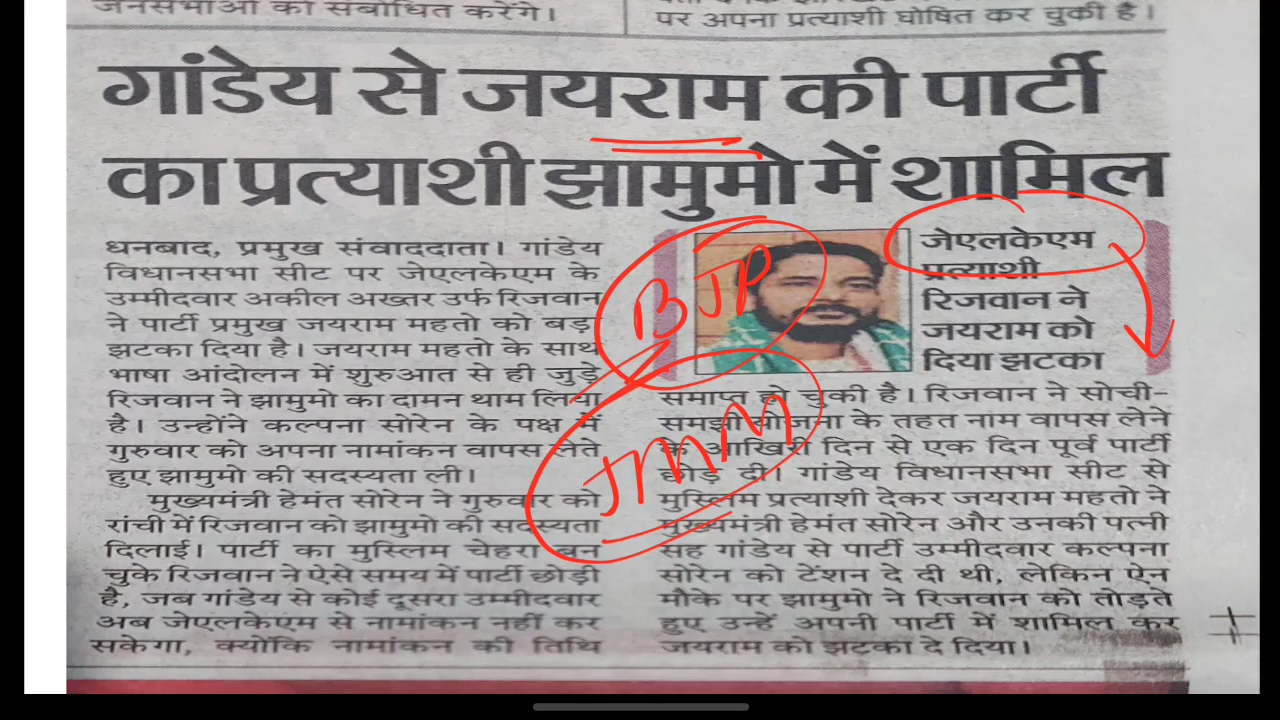 जनसभाओं को संबोधित करेंगे।
पर अपना प्रत्याशी घोषित कर चुकी है।
गांडेय से जयराम की पार्टी
का प्रत्याशी झामुमो में शामिल
धनबाद, प्रमुख संवाददाता। गांडेय
विधानसभा सीट पर जेएलकेएम के
उम्मीदवार अकील अख्तर उर्फ रिजवान
ने पार्टी प्रमुख जयराम महतो को बड़ा
झटका दिया है। जयराम महतो के साथ
भाषा आंदोलन में शुरुआत से ही जुड़े
रिजवान ने झामुमो का दामन थाम लिया
है। उन्होंने कल्पना सोरेन के पक्ष में
गुरुवार को अपना नामांकन वापस लेते
हुए झामुमो की सदस्यता ली।
मुख्यमंत्री हेमंत सोरेन ने गुरुवार को
रांची में रिजवान को झामुमो की सदस्यता
दिलाई। पार्टी का मुस्लिम चेहरा बन
चुके रिजवान ने ऐसे समय में पार्टी छोड़ी
है, जब गांडेय से कोई दूसरा उम्मीदवार
अब जेएलकेएम से नामांकन नहीं कर
सकेगा, क्योंकि नामांकन की तिथि
BJP
JMM
जेएलकेएम
प्रत्याशी
रिजवान ने
जयराम को
दिया झटका
समाप्त हो चुकी है। रिजवान ने सोची-
समझी योजना के तहत नाम वापस लेने
के आखिरी दिन से एक दिन पूर्व पार्टी
छोड़ दी। गांडेय विधानसभा सीट से
मुस्लिम प्रत्याशी देकर जयराम महतो ने
मुख्यमंत्री हेमंत सोरेन और उनकी पत्नी
सह गांडेय से पार्टी उम्मीदवार कल्पना
सोरेन को टेंशन दे दी थी, लेकिन ऐन
मौके पर झामुमो ने रिजवान को तोड़ते
हुए उन्हें अपनी पार्टी में शामिल कर
जयराम को झटका दे दिया।